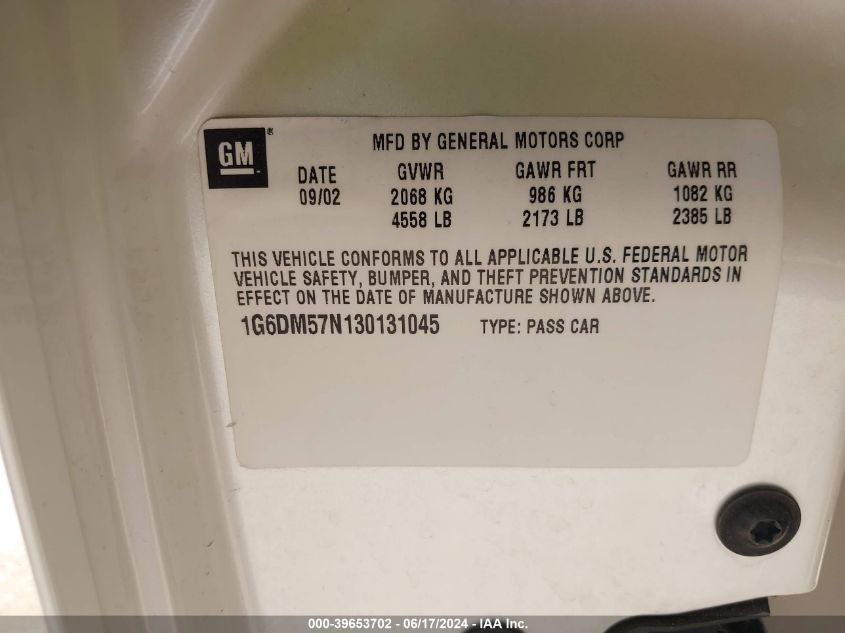 GM®
MFD BY GENERAL MOTORS CORP
DATE GVWR GAWR FRT GAWR RR
09/02 2068 KG 986 KG 1082 KG
4558 LB 2173 LB 2385 LB
THIS VEHICLE CONFORMS TO ALL APPLICABLE U.S. FEDERAL MOTOR
VEHICLE SAFETY, BUMPER, AND THEFT PREVENTION STANDARDS IN
EFFECT ON THE DATE OF MANUFACTURE SHOWN ABOVE.
1G6DM57N130131045 TYPE: PASS CAR
000-39653702 - 06/17/2024 - IAA Inc.